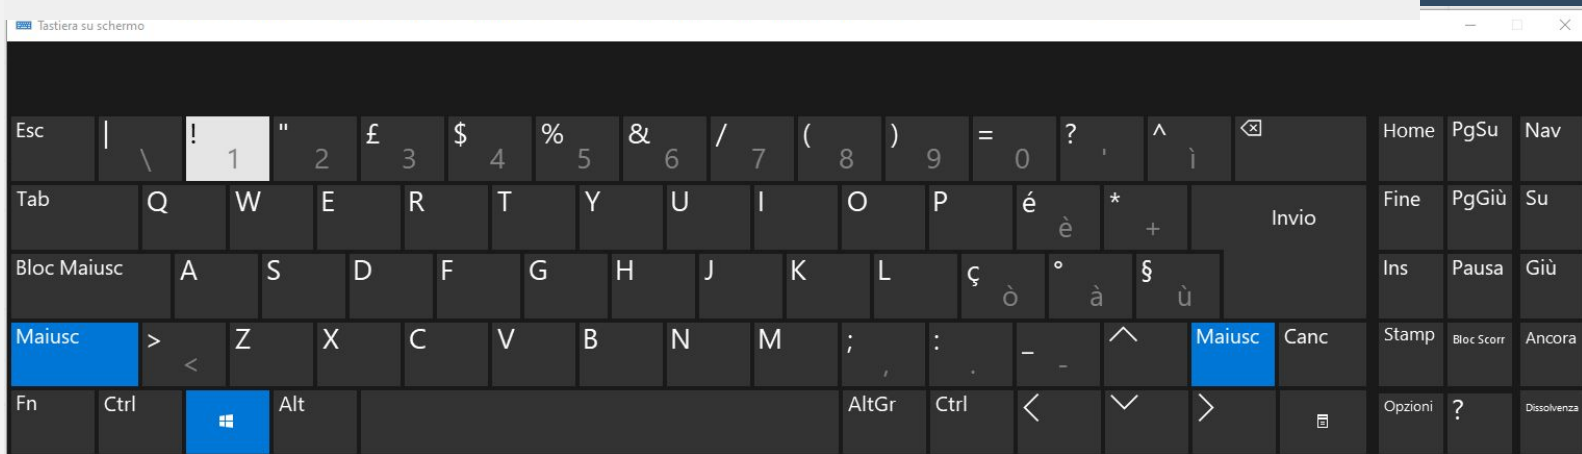 Tastiera su schermo
Esc | \ ! 1 " 2 £ 3 $ 4 % 5 & 6 / 7 ( 8 ) 9 = 0 ? ' ^ ì Home PgSu Nav
Tab Q W E R T Y U I O P é è * + Invio Fine PgGiù Su
Bloc Maiusc A S D F G H J K L ç ò ° à § ù Ins Pausa Giù
Maiusc > < Z X C V B N M ; , : . _ - Maiusc Canc Stamp Bloc Scorr Ancora
Fn Ctrl Alt AltGr Ctrl Opzioni ? Dissolvenza